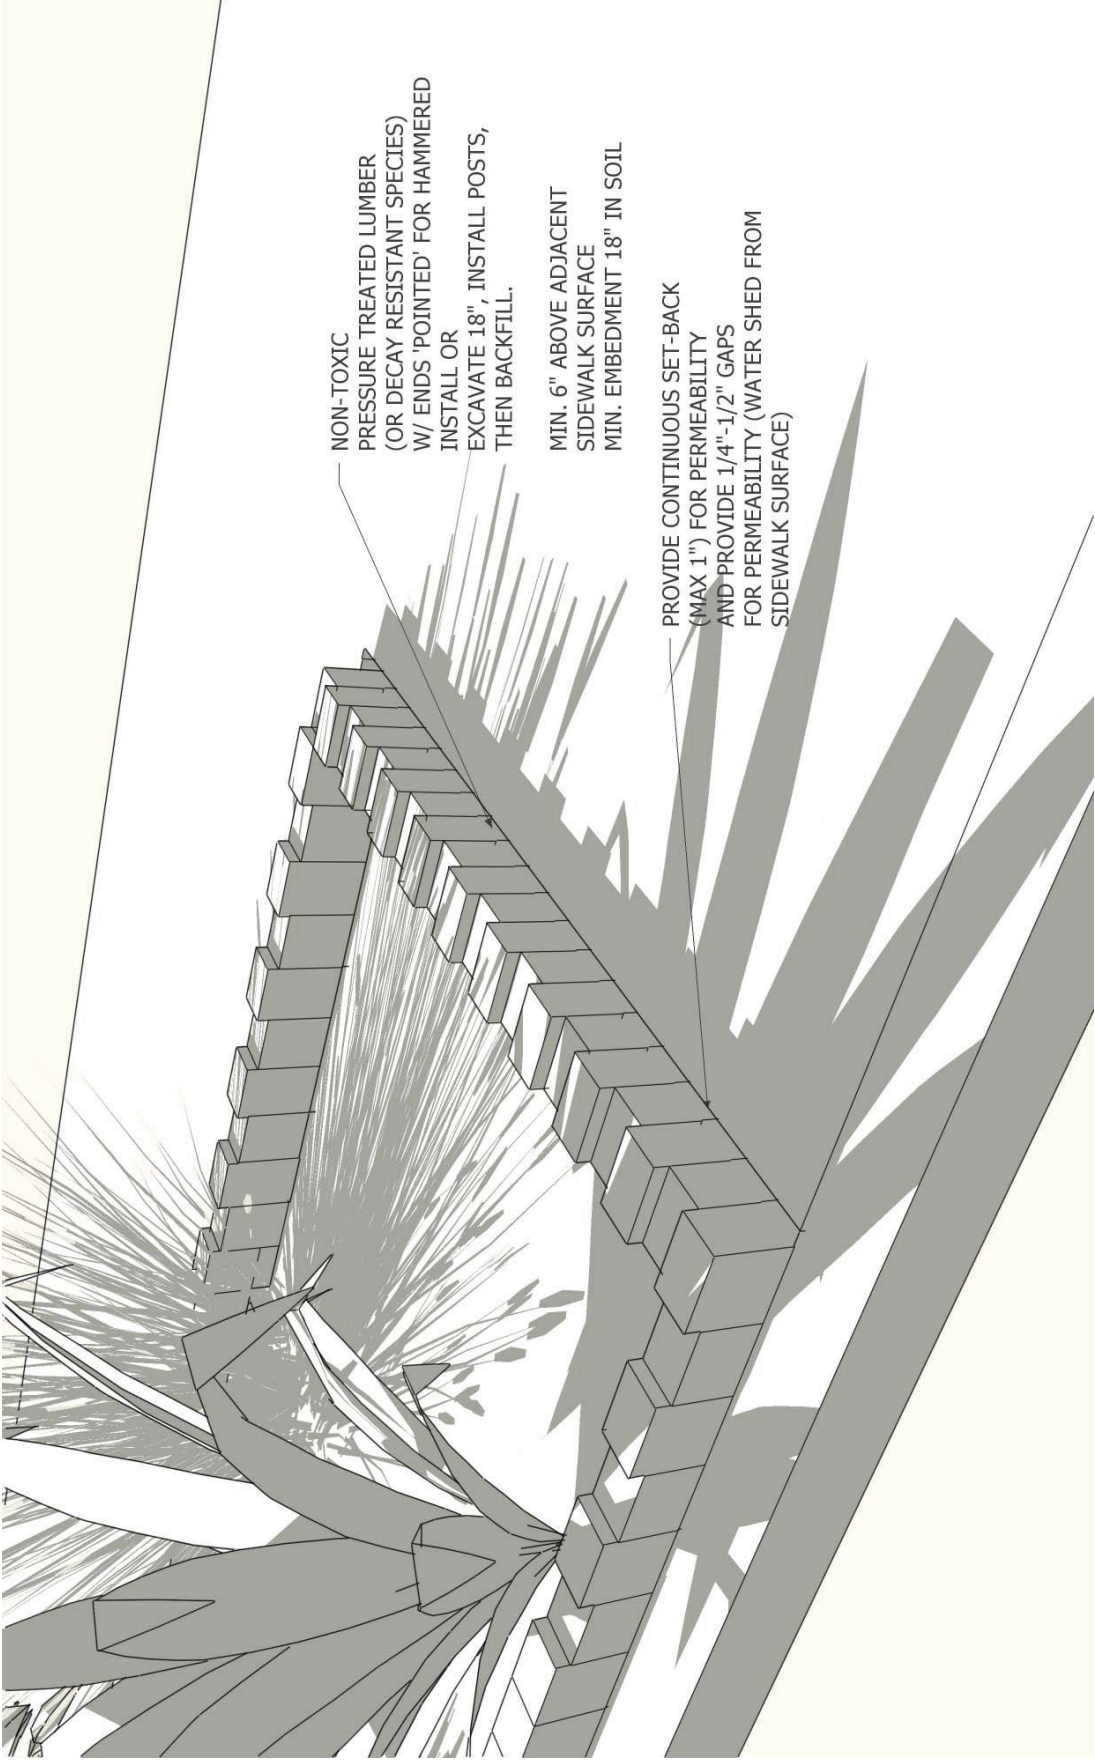 NON-TOXIC
PRESSURE TREATED LUMBER
(OR DECAY RESISTANT SPECIES)
W/ ENDS 'POINTED' FOR HAMMERED
INSTALL OR
EXCAVATE 18", INSTALL POSTS,
THEN BACKFILL.
MIN. 6" ABOVE ADJACENT
SIDEWALK SURFACE
MIN. EMBEDMENT 18" IN SOIL
PROVIDE CONTINUOUS SET-BACK
(MAX 1") FOR PERMEABILITY
AND PROVIDE 1/4"-1/2" GAPS
FOR PERMEABILITY (WATER SHED FROM
SIDEWALK SURFACE)